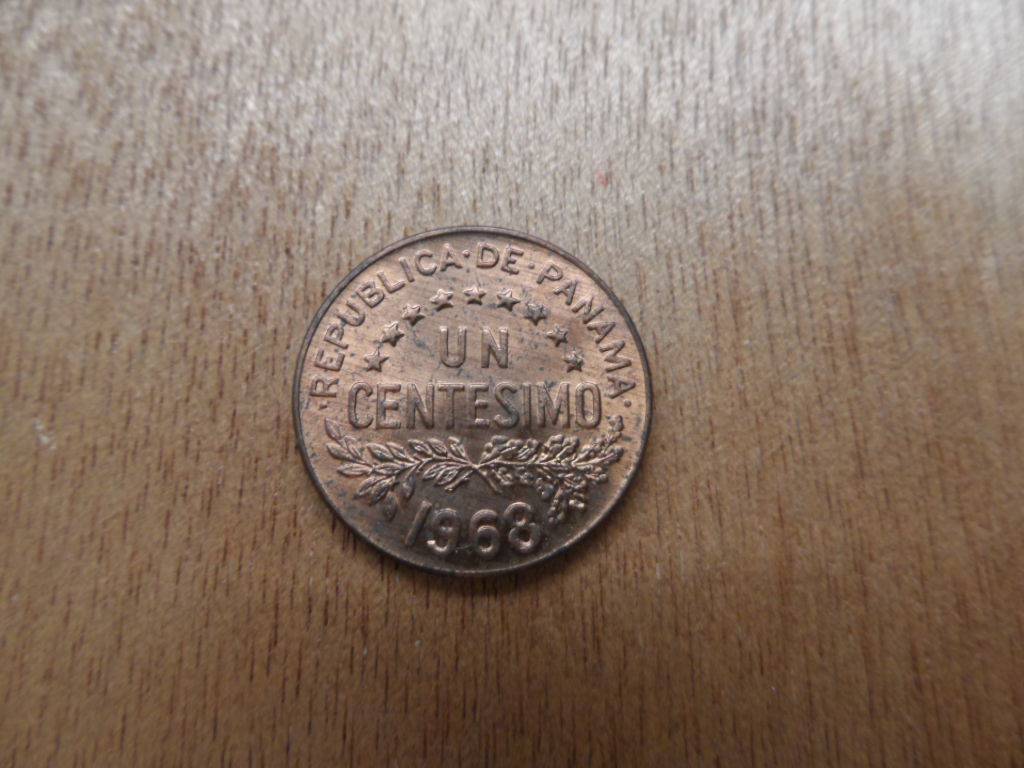 ·REPUBLICA·DE·PANAMA·
UN
CENTESIMO
1968